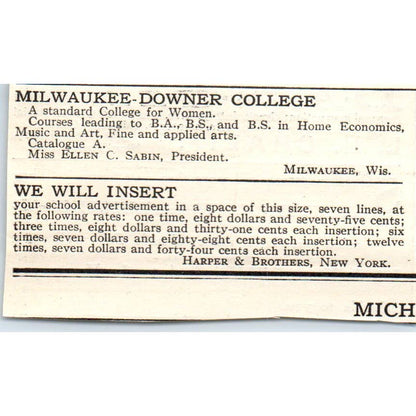 MILWAUKEE-DOWNER COLLEGE
A standard College for Women.
Courses leading to B.A., B.S., and B.S. in Home Economics,
Music and Art, Fine and applied arts.
Catalogue A.
Miss ELLEN C. SABIN, President.
MILWAUKEE, Wis.
WE WILL INSERT
your school advertisement in a space of this size, seven lines, at
the following rates: one time, eight dollars and seventy-five cents;
three times, eight dollars and thirty-one cents each insertion; six
times, seven dollars and eighty-eight cents each insertion; twelve
times, seven dollars and forty-four cents each insertion.
HARPER & BROTHERS, NEW YORK.
MICH